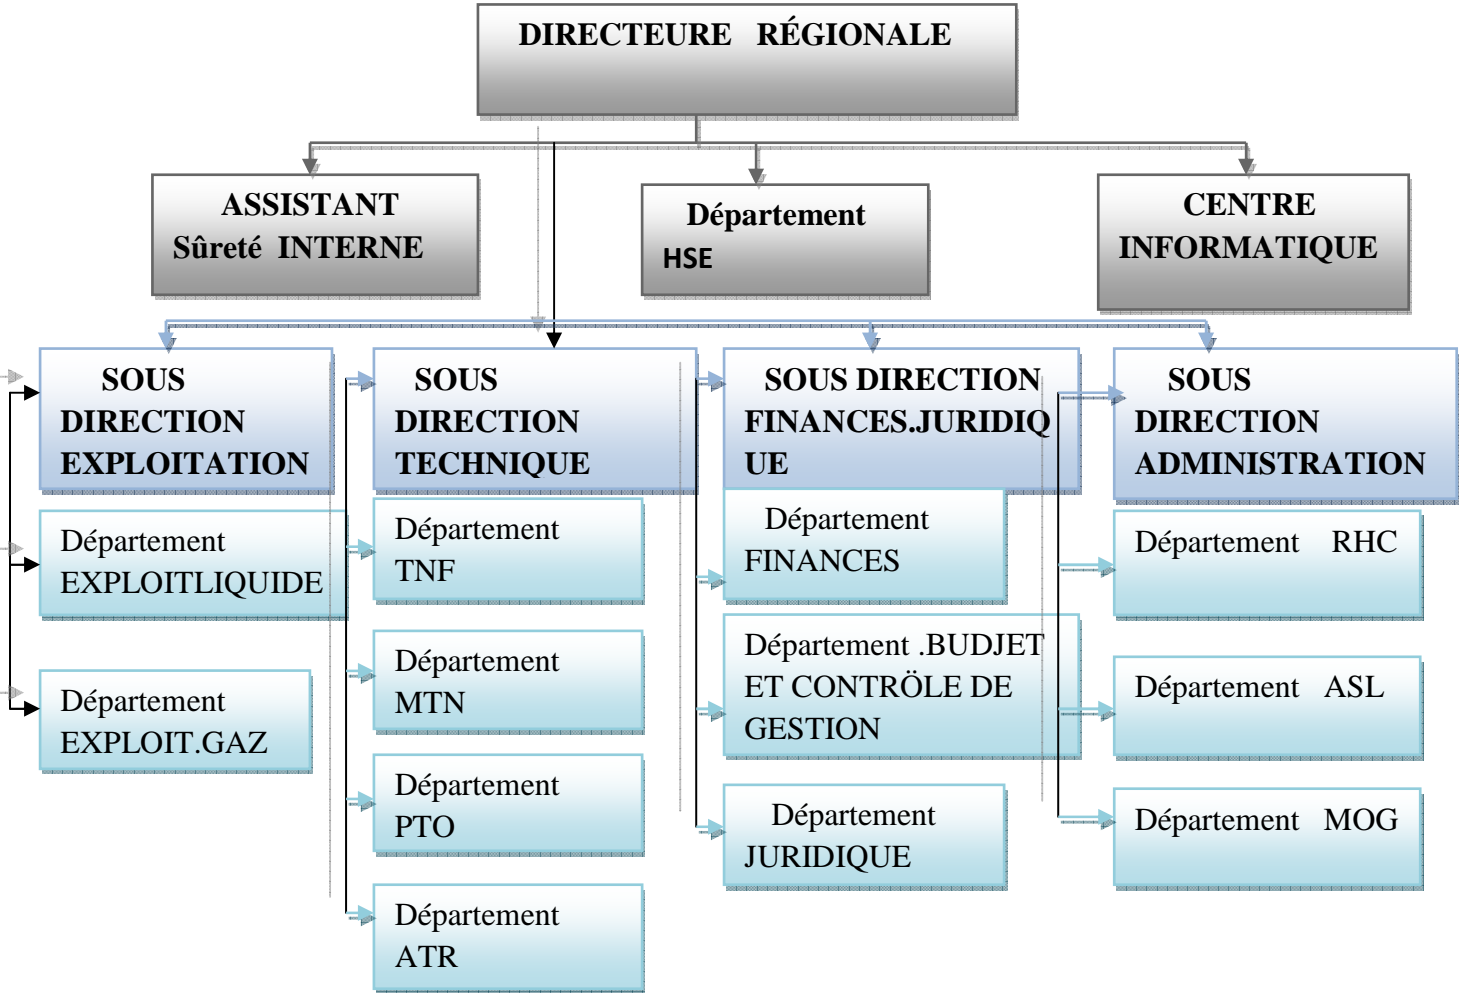 DIRECTEURE RÉGIONALE
ASSISTANT
Sûreté INTERNE
Département
HSE
CENTRE
INFORMATIQUE
SOUS
DIRECTION
EXPLOITATION
Département
EXPLOITLIQUIDE
Département
EXPLOIT.GAZ
SOUS
DIRECTION
TECHNIQUE
Département
TNF
Département
MTN
Département
PTO
Département
ATR
SOUS DIRECTION
FINANCES.JURIDIQ
UE
Département
FINANCES
Département .BUDJET
ET CONTRÖLE DE
GESTION
Département
JURIDIQUE
SOUS
DIRECTION
ADMINISTRATION
Département RHC
Département ASL
Département MOG